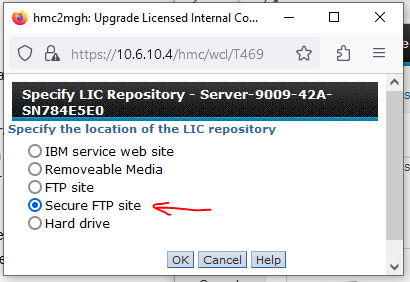 hmc2mgh: Upgrade Licensed Internal Co...
https://10.6.10.4/hmc/wcl/T469
Specify LIC Repository - Server-9009-42A-
SN784E5E0
Specify the location of the LIC repository
IBM service web site
Removeable Media
FTP site
Secure FTP site
Hard drive
OK Cancel Help